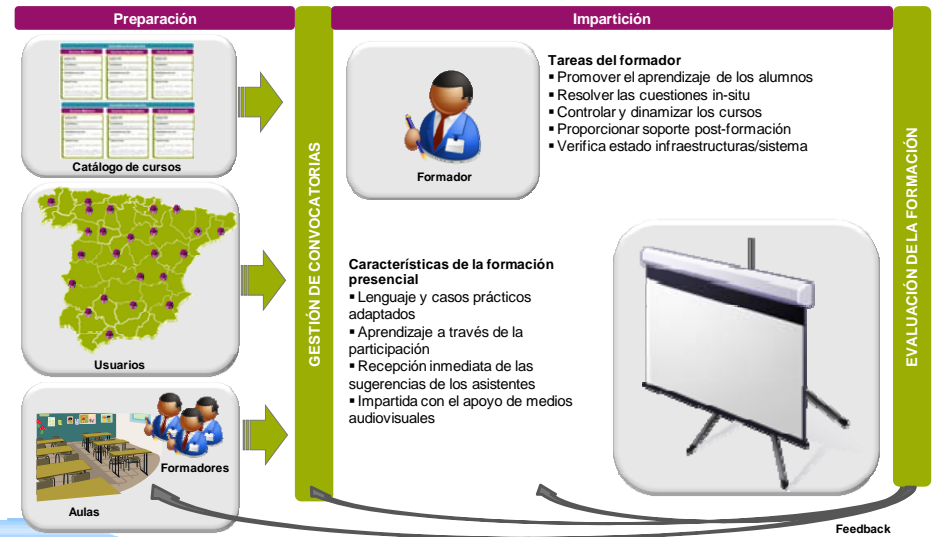 Preparación
Impartición
Catálogo de cursos
Usuarios
Formadores
Aulas
GESTIÓN DE CONVOCATORIAS
Formador
Tareas del formador
▪ Promover el aprendizaje de los alumnos
▪ Resolver las cuestiones in-situ
▪ Controlar y dinamizar los cursos
▪ Proporcionar soporte post-formación
▪ Verifica estado infraestructuras/sistema
Características de la formación
presencial
▪ Lenguaje y casos prácticos
adaptados
▪ Aprendizaje a través de la
participación
▪ Recepción inmediata de las
sugerencias de los asistentes
▪ Impartida con el apoyo de medios
audiovisuales
EVALUACIÓN DE LA FORMACIÓN
Feedback